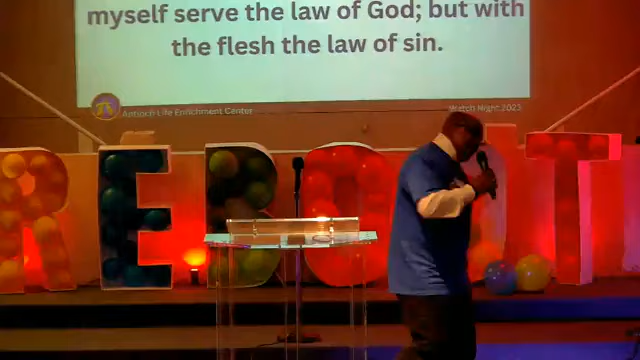 myself serve the law of God; but with
the flesh the law of sin.
Antioch Life Enrichment Center
Watch Night 2023
REBOOT